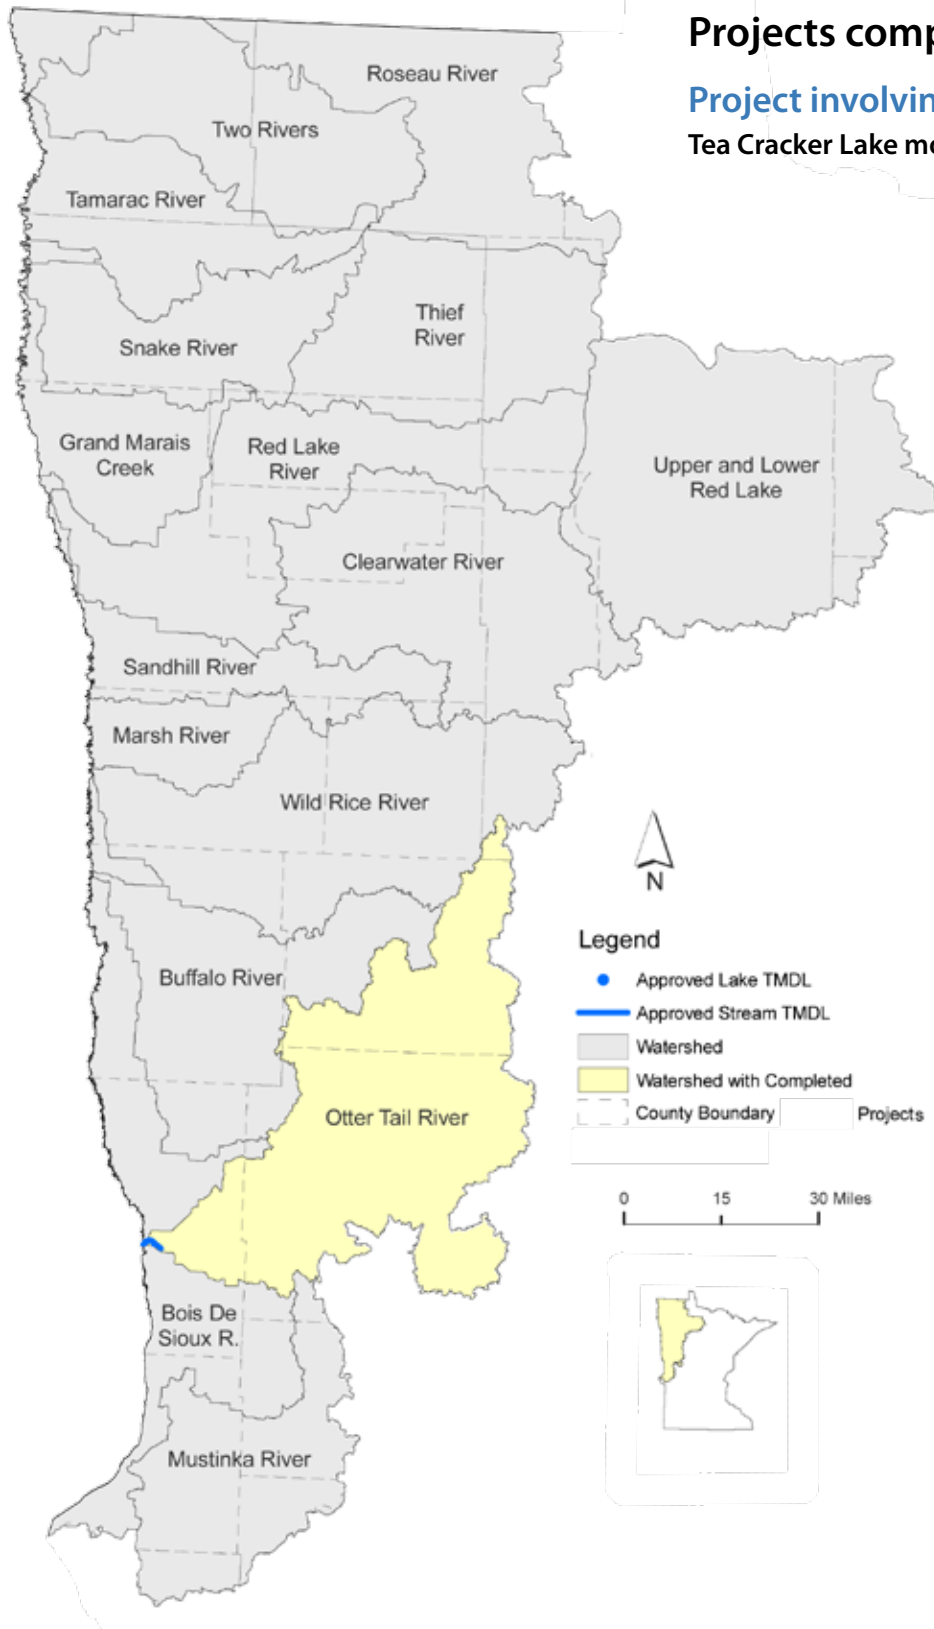 Projects comp
Project involvin
Tea Cracker Lake mo
Roseau River
Two Rivers
Tamarac River
Thief
River
Snake River
Grand Marais
Creek
Red Lake
River
Upper and Lower
Red Lake
Clearwater River
Sandhill River
Marsh River
Wild Rice River
N
Buffalo River
Legend
Approved Lake TMDL
Approved Stream TMDL
Watershed
Watershed with Completed
County Boundary Projects
Otter Tail River
0 15 30 Miles
Bois De
Sioux R.
Mustinka River